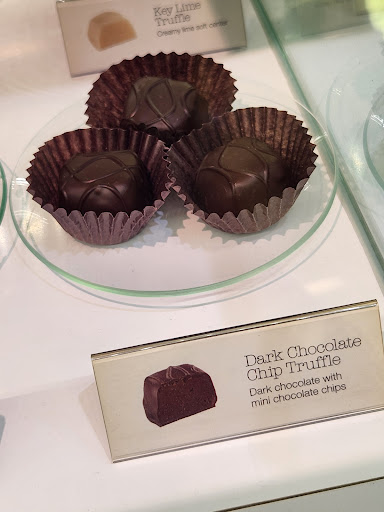 Key Lime
Truffle
Creamy lime soft center
Dark Chocolate
Chip Truffle
Dark chocolate with
mini chocolate chips